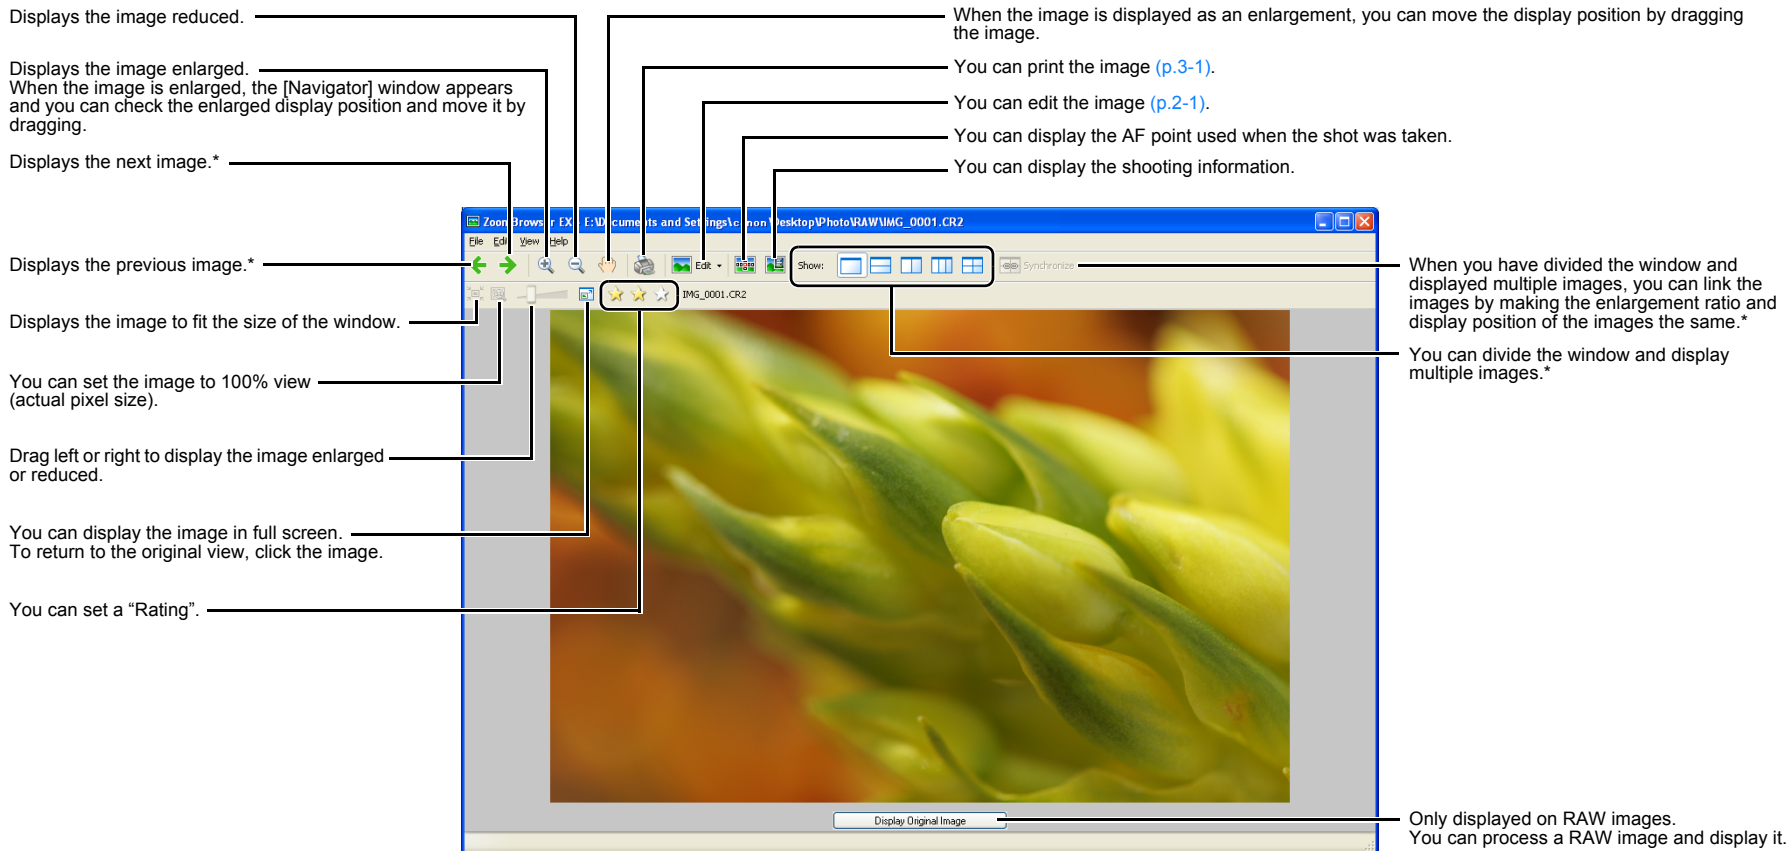 Displays the image reduced.
Displays the image enlarged.
When the image is enlarged, the [Navigator] window appears
and you can check the enlarged display position and move it by
dragging.
Displays the next image.*
Displays the previous image.*
Displays the image to fit the size of the window.
You can set the image to 100% view
(actual pixel size).
Drag left or right to display the image enlarged
or reduced.
You can display the image in full screen.
To return to the original view, click the image.
You can set a “Rating”.
When the image is displayed as an enlargement, you can move the display position by dragging
the image.
You can print the image (p.3-1).
You can edit the image (p.2-1).
You can display the AF point used when the shot was taken.
You can display the shooting information.
File Edit View Help
Edit
Show:
Synchronize
IMG_0001.CR2
When you have divided the window and
displayed multiple images, you can link the
images by making the enlargement ratio and
display position of the images the same.*
You can divide the window and display
multiple images.*
Display Original Image
Only displayed on RAW images.
You can process a RAW image and display it.